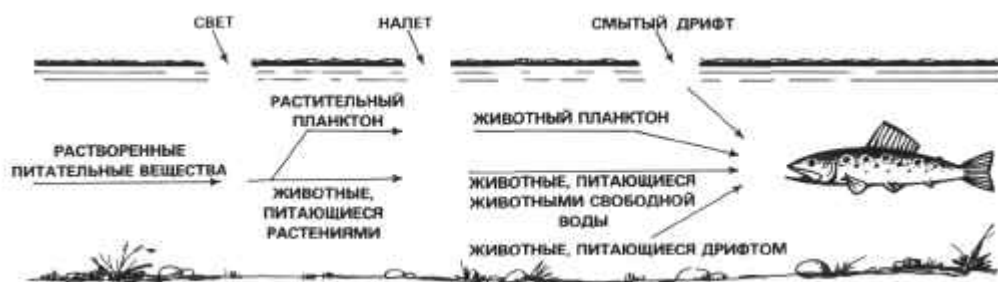 СВЕТ
НАЛЕТ
СМЫТЫЙ ДРИФТ
РАСТВОРЕННЫЕ
ПИТАТЕЛЬНЫЕ ВЕЩЕСТВА
РАСТИТЕЛЬНЫЙ
ПЛАНКТОН
ЖИВОТНЫЕ,
ПИТАЮЩИЕСЯ
РАСТЕНИЯМИ
ЖИВОТНЫЙ ПЛАНКТОН
ЖИВОТНЫЕ, ПИТАЮЩИЕСЯ
ЖИВОТНЫМИ СВОБОДНОЙ
ВОДЫ
ЖИВОТНЫЕ, ПИТАЮЩИЕСЯ ДРИФТОМ